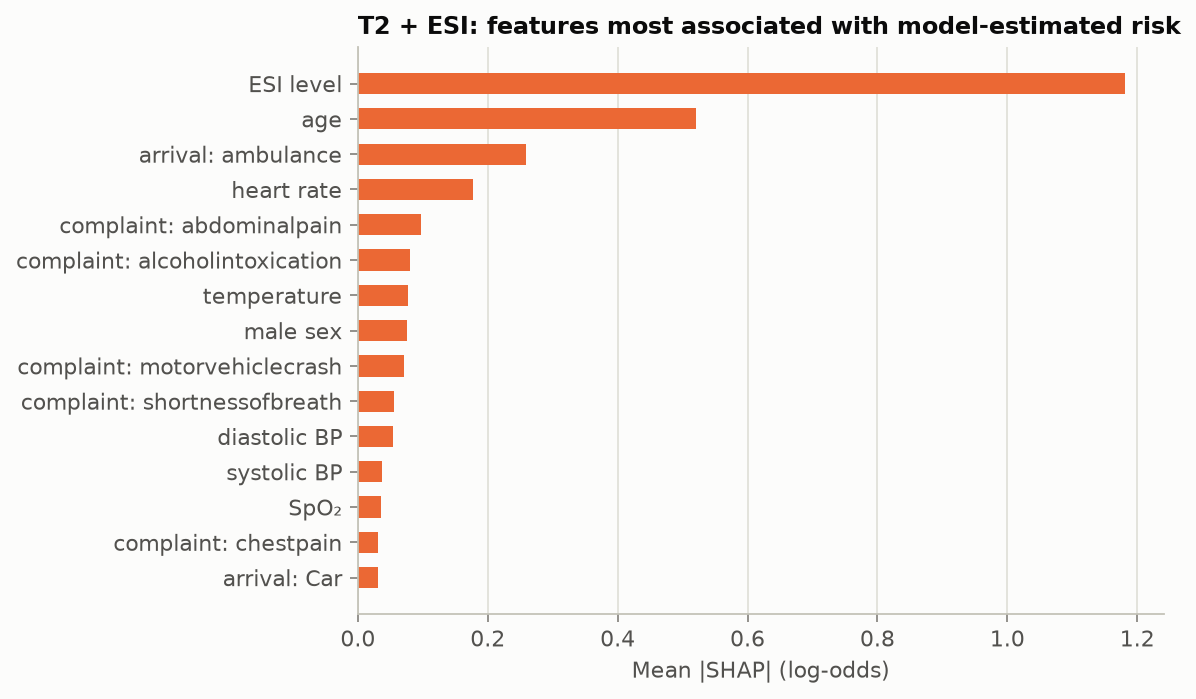 T2 + ESI: features most associated with model-estimated risk
ESI level
age
arrival: ambulance
heart rate
complaint: abdominalpain
complaint: alcoholintoxication
temperature
male sex
complaint: motorvehiclecrash
complaint: shortnessofbreath
diastolic BP
systolic BP
SpO₂
complaint: chestpain
arrival: Car
0.0 0.2 0.4 0.6 0.8 1.0 1.2
Mean |SHAP| (log-odds)